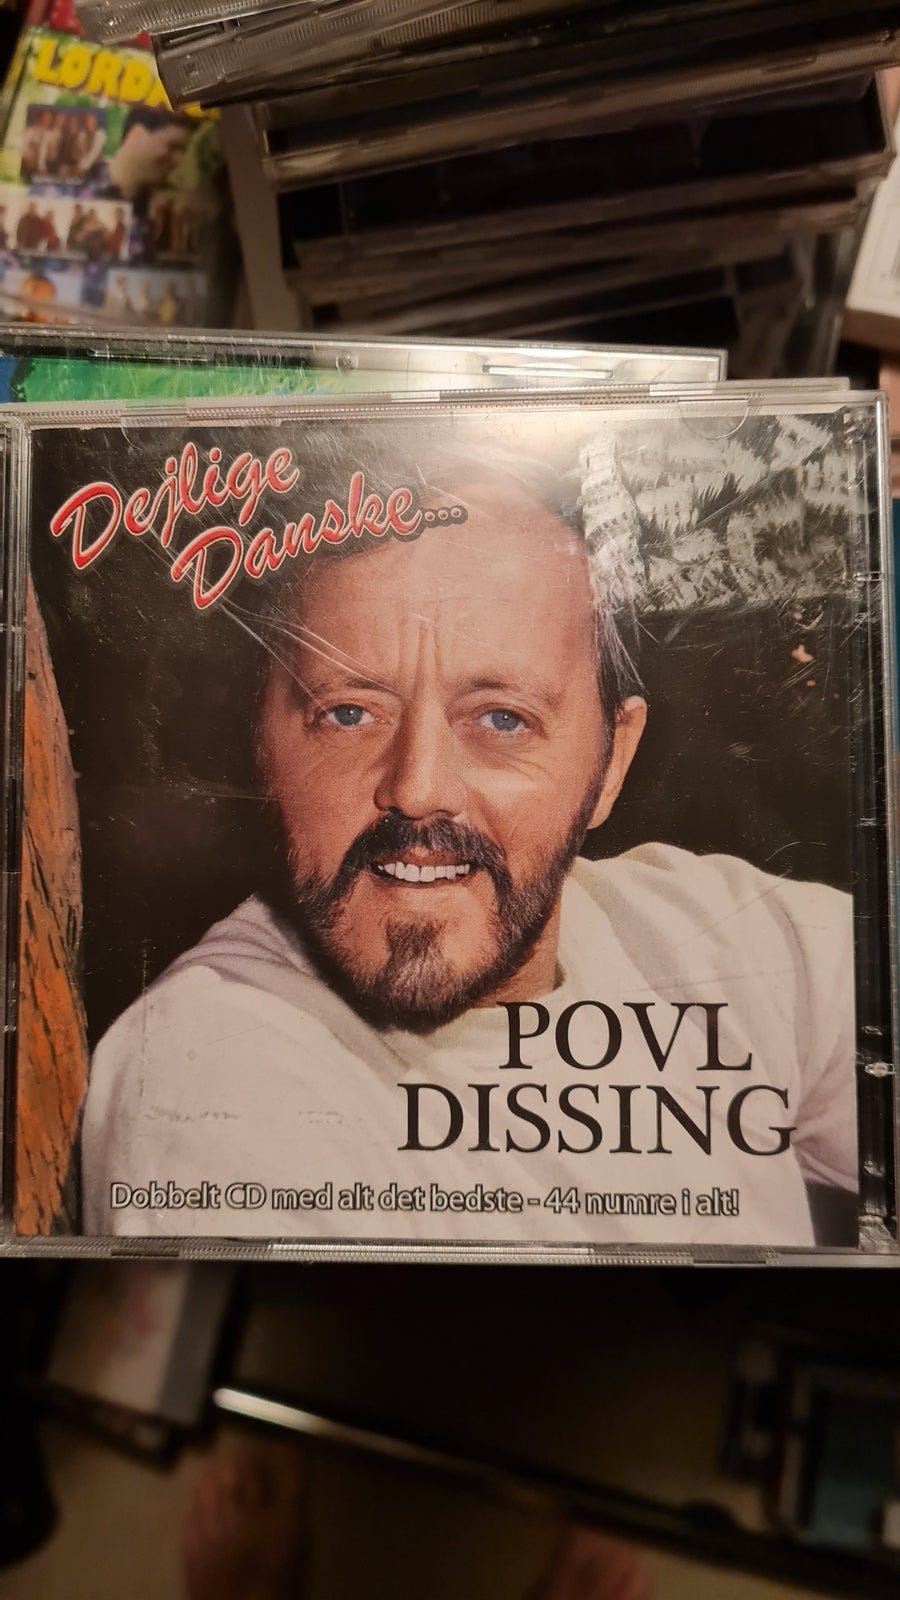 LØRDA
Dejlige
Danske...
POVL
DISSING
Dobbelt CD med alt det bedste - 44 numre i alt!